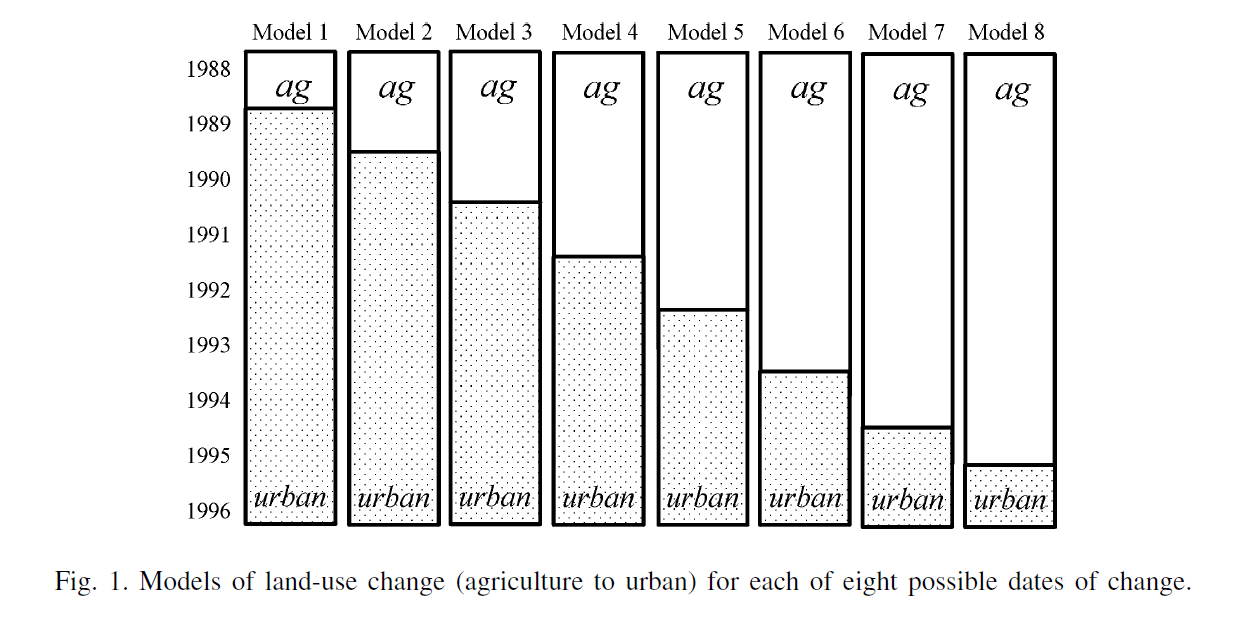 Model 1 Model 2 Model 3 Model 4 Model 5 Model 6 Model 7 Model 8
1988
ag ag ag ag ag ag ag ag
1989
1990
1991
1992
1993
1994
1995
urban urban urban urban urban urban urban urban
1996
Fig. 1. Models of land-use change (agriculture to urban) for each of eight possible dates of change.